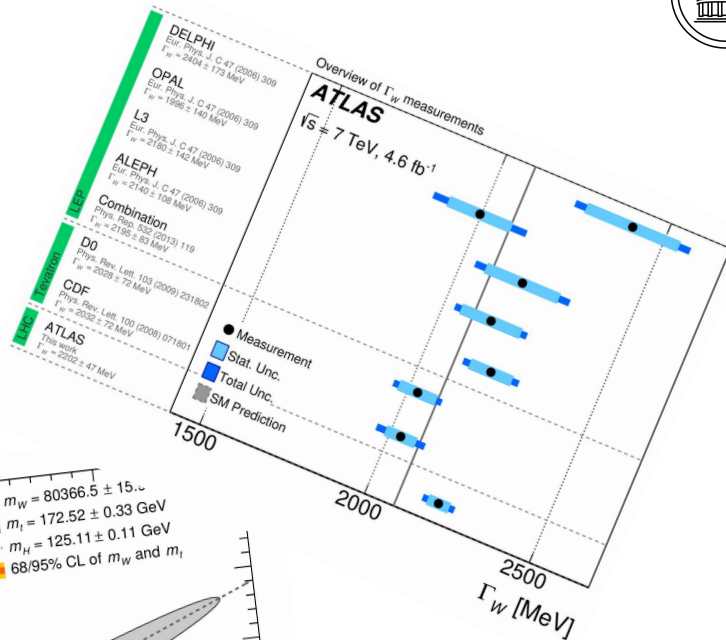 Overview of Γ_W measurements
ATLAS
√s = 7 TeV, 4.6 fb⁻¹
LEP
DELPHI
Eur. Phys. J. C 47 (2006) 309
Γ_W = 2404 ± 173 MeV
OPAL
Eur. Phys. J. C 47 (2006) 309
Γ_W = 1996 ± 140 MeV
L3
Eur. Phys. J. C 47 (2006) 309
Γ_W = 2180 ± 142 MeV
ALEPH
Eur. Phys. J. C 47 (2006) 309
Γ_W = 2140 ± 108 MeV
Combination
Phys. Rep. 532 (2013) 119
Γ_W = 2195 ± 83 MeV
Tevatron
D0
Phys. Rev. Lett. 103 (2009) 231802
Γ_W = 2028 ± 72 MeV
CDF
Phys. Rev. Lett. 100 (2008) 071801
Γ_W = 2032 ± 72 MeV
LHC
ATLAS
This work
Γ_W = 2202 ± 47 MeV
Measurement
Stat. Unc.
Total Unc.
SM Prediction
1500
2000
2500
Γ_W [MeV]
m_W = 80366.5 ±
m_t = 172.52 ± 0.33 GeV
m_H = 125.11 ± 0.11 GeV
68/95% CL of m_W and m_t